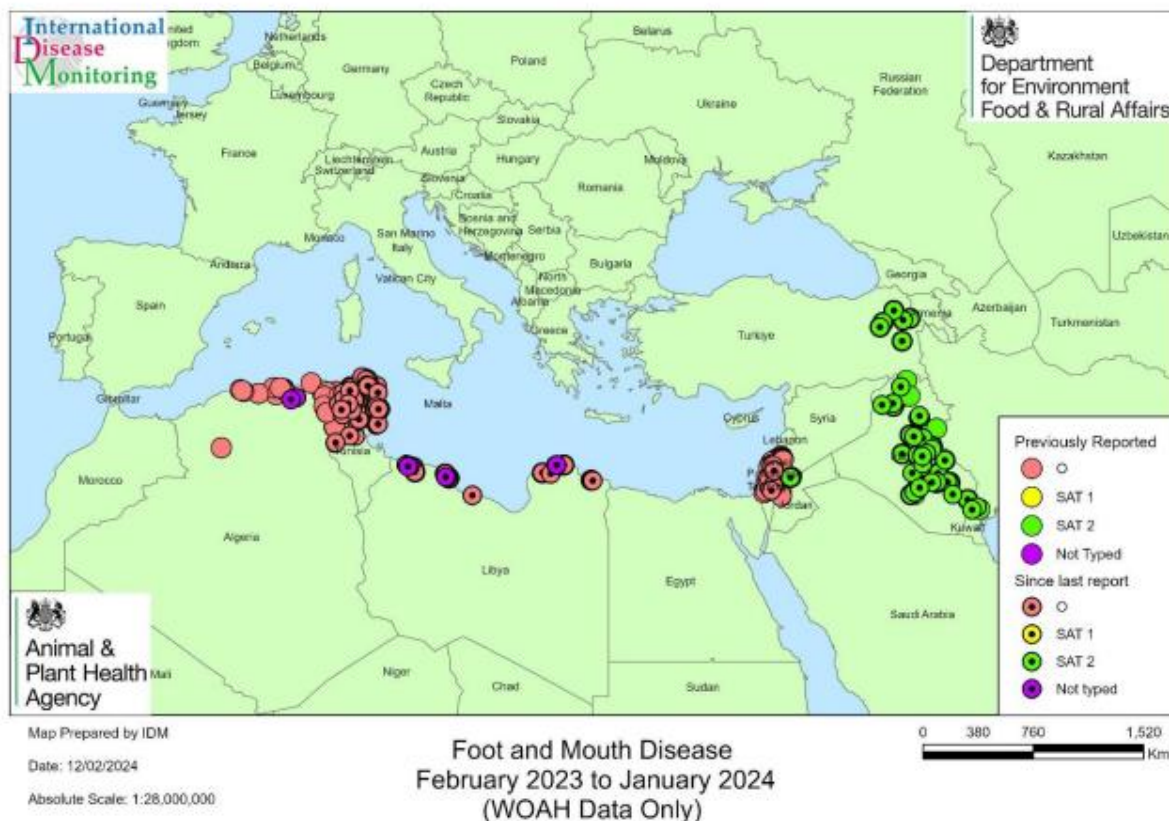 International
Disease
Monitoring
Department
for Environment
Food & Rural Affairs
Netherlands
Belgium
Luxembourg
Germany
Poland
Belarus
Russian
Federation
Ukraine
Kazakhstan
Uzbekistan
Turkmenistan
Guernsey
Jersey
France
Czech
Republic
Slovakia
Austria
Hungary
Liechtenstein
Switzerland
Slovenia
Croatia
Moldova
Romania
Bosnia and
Herzegovina
Serbia
Monaco
San Marino
Italy
Vatican City
Montenegro
Bulgaria
North
Macedonia
Albania
Greece
Andorra
Spain
Portugal
Gibraltar
Georgia
Azerbaijan
Turkiye
Malta
Cyprus
Syria
Lebanon
Jordan
Kuwait
Tunisia
Morocco
Algeria
Libya
Egypt
Saudi Arabia
Mali
Niger
Chad
Sudan
Previously Reported
O
SAT 1
SAT 2
Not Typed
Since last report
O
SAT 1
SAT 2
Not typed
Animal &
Plant Health
Agency
Map Prepared by IDM
Date: 12/02/2024
Absolute Scale: 1:28,000,000
Foot and Mouth Disease
February 2023 to January 2024
(WOAH Data Only)
0 380 760 1,520
Km